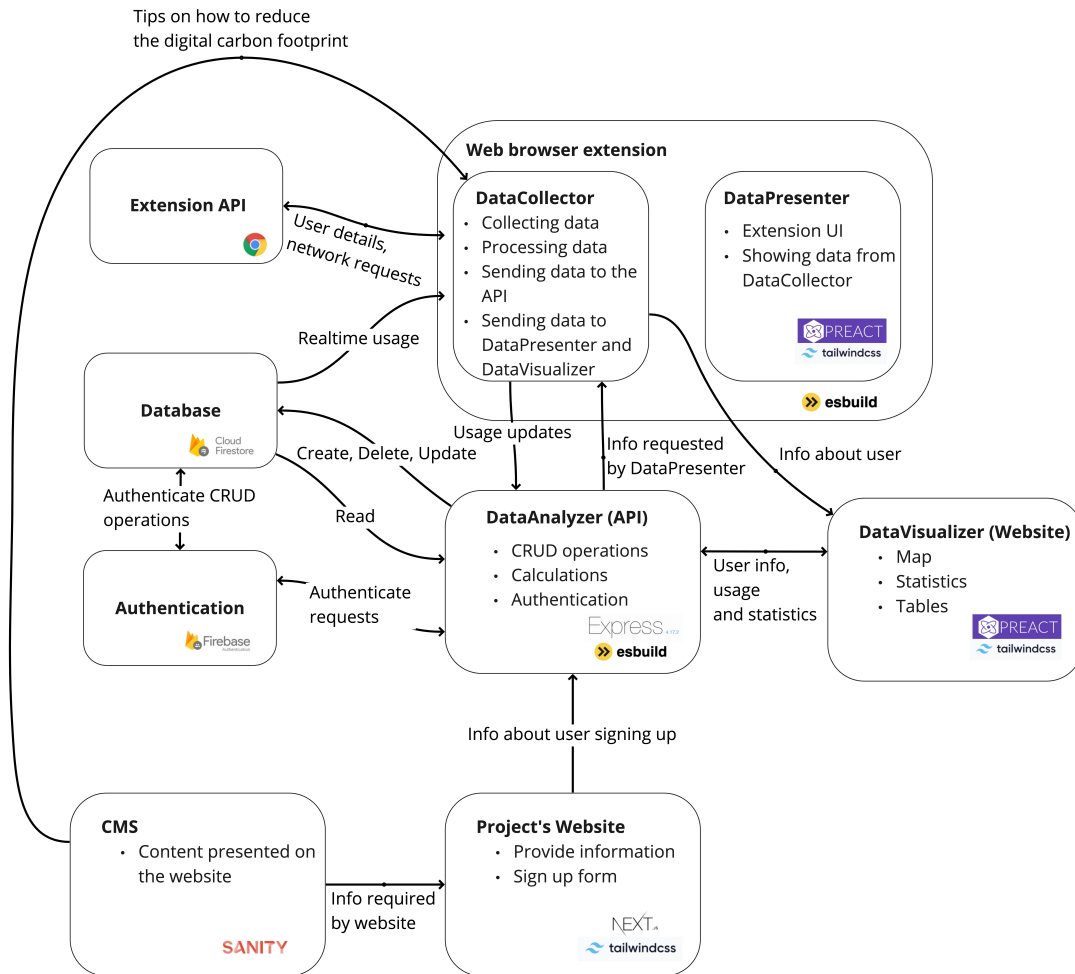 Tips on how to reduce
the digital carbon footprint
Web browser extension
Extension API
User details,
network requests
DataCollector
• Collecting data
• Processing data
• Sending data to the
API
• Sending data to
DataPresenter and
DataVisualizer
DataPresenter
• Extension UI
• Showing data from
DataCollector
PREACT
tailwindcss
esbuild
Realtime usage
Database
Cloud
Firestore
Create, Delete, Update
Usage updates
Info requested
by DataPresenter
Info about user
Authenticate CRUD
operations
Read
DataAnalyzer (API)
• CRUD operations
• Calculations
• Authentication
Express 4.17.2
esbuild
User info,
usage
and statistics
DataVisualizer (Website)
• Map
• Statistics
• Tables
PREACT
tailwindcss
Authentication
Firebase
Authentication
Authenticate
requests
Info about user signing up
CMS
• Content presented on
the website
SANITY
Info required
by website
Project's Website
• Provide information
• Sign up form
NEXT.JS
tailwindcss